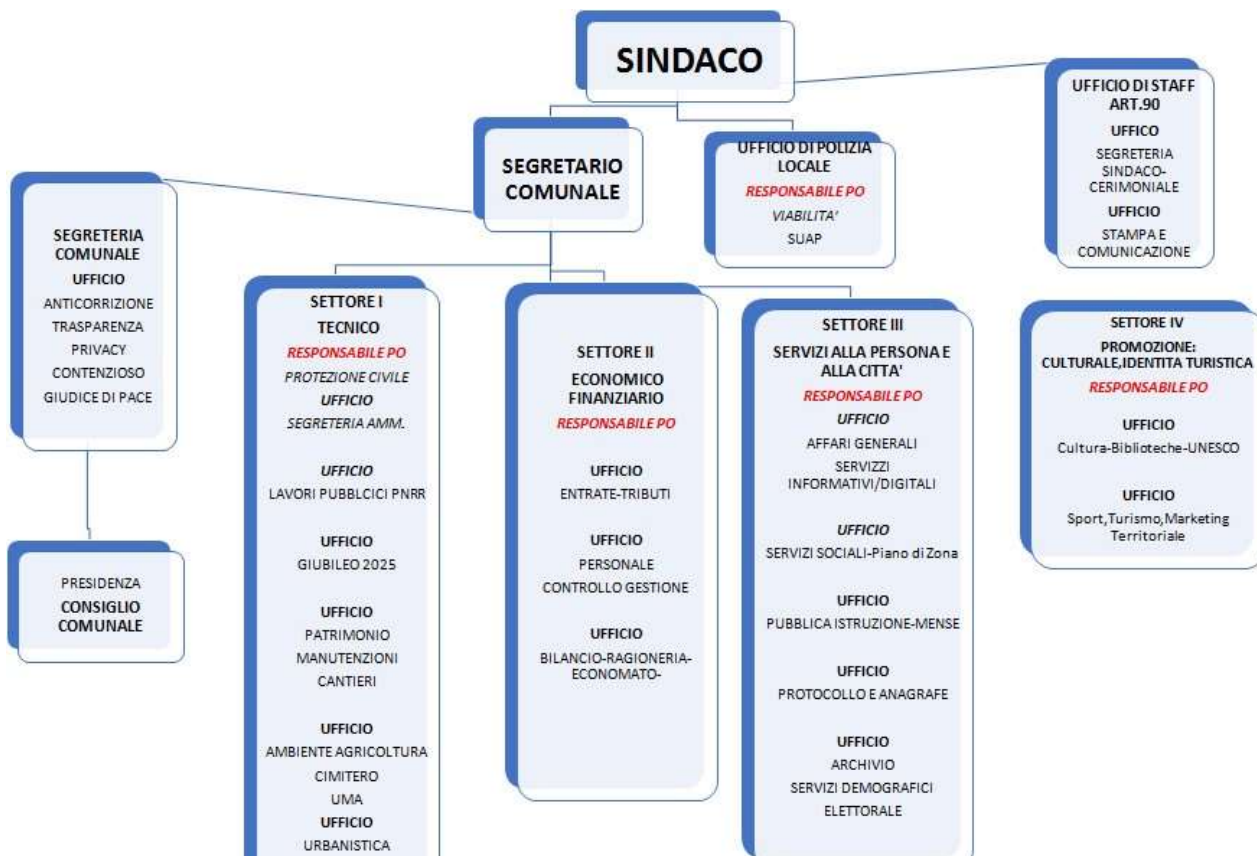 SINDACO
UFFICIO DI STAFF
ART.90
UFFICO
SEGRETERIA
SINDACO-
CERIMONIALE
UFFICIO
STAMPA E
COMUNICAZIONE
SEGRETARIO
COMUNALE
UFFICIO DI POLIZIA
LOCALE
RESPONSABILE PO
VIABILITA'
SUAP
SEGRETERIA
COMUNALE
UFFICIO
ANTICORRIZIONE
TRASPARENZA
PRIVACY
CONTENZIOSO
GIUDICE DI PACE
PRESIDENZA
CONSIGLIO
COMUNALE
SETTORE I
TECNICO
RESPONSABILE PO
PROTEZIONE CIVILE
UFFICIO
SEGRETERIA AMM.
UFFICIO
LAVORI PUBBLCICI PNRR
UFFICIO
GIUBILEO 2025
UFFICIO
PATRIMONIO
MANUTENZIONI
CANTIERI
UFFICIO
AMBIENTE AGRICOLTURA
CIMITERO
UMA
UFFICIO
URBANISTICA
SETTORE II
ECONOMICO
FINANZIARIO
RESPONSABILE PO
UFFICIO
ENTRATE-TRIBUTI
UFFICIO
PERSONALE
CONTROLLO GESTIONE
UFFICIO
BILANCIO-RAGIONERIA-
ECONOMATO-
SETTORE III
SERVIZI ALLA PERSONA E
ALLA CITTA'
RESPONSABILE PO
UFFICIO
AFFARI GENERALI
SERVIZZI
INFORMATIVI/DIGITALI
UFFICIO
SERVIZI SOCIALI-Piano di Zona
UFFICIO
PUBBLICA ISTRUZIONE-MENSE
UFFICIO
PROTOCOLLO E ANAGRAFE
UFFICIO
ARCHIVIO
SERVIZI DEMOGRAFICI
ELETTORALE
SETTORE IV
PROMOZIONE:
CULTURALE,IDENTITA TURISTICA
RESPONSABILE PO
UFFICIO
Cultura-Biblioteche-UNESCO
UFFICIO
Sport,Turismo,Marketing
Territoriale